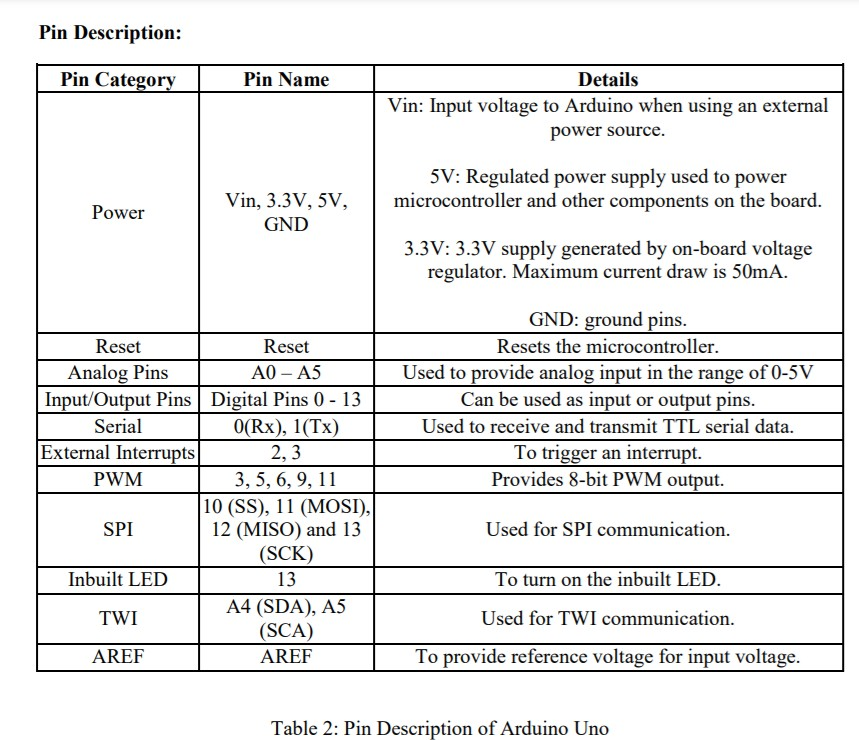 Pin Description:
Pin Category Pin Name Details
Power
Vin, 3.3V, 5V,
GND
Vin: Input voltage to Arduino when using an external
power source.
5V: Regulated power supply used to power
microcontroller and other components on the board.
3.3V: 3.3V supply generated by on-board voltage
regulator. Maximum current draw is 50mA.
GND: ground pins.
Reset Reset Resets the microcontroller.
Analog Pins A0 – A5 Used to provide analog input in the range of 0-5V
Input/Output Pins Digital Pins 0 - 13 Can be used as input or output pins.
Serial 0(Rx), 1(Tx) Used to receive and transmit TTL serial data.
External Interrupts 2, 3 To trigger an interrupt.
PWM 3, 5, 6, 9, 11 Provides 8-bit PWM output.
SPI
10 (SS), 11 (MOSI),
12 (MISO) and 13
(SCK)
Used for SPI communication.
Inbuilt LED 13 To turn on the inbuilt LED.
TWI
A4 (SDA), A5
(SCA)
Used for TWI communication.
AREF AREF To provide reference voltage for input voltage.
Table 2: Pin Description of Arduino Uno